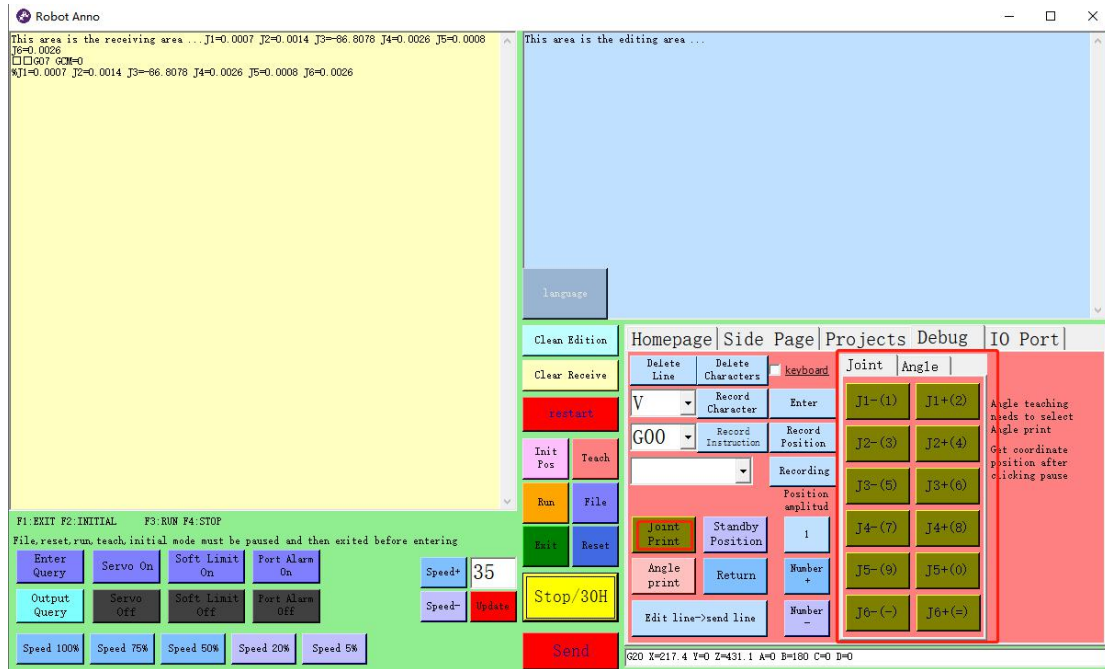 Robot Anno
This area is the receiving area ...J1=0.0007 J2=0.0014 J3=-86.8078 J4=0.0026 J5=0.0008
J6=0.0026
□□G07 GCM=0
%J1=0.0007 J2=0.0014 J3=-86.8078 J4=0.0026 J5=0.0008 J6=0.0026
This area is the editing area ...
language
F1:EXIT F2:INITIAL F3:RUN F4:STOP
File, reset, run, teach, initial mode must be paused and then exited before entering
Enter Query
Servo On
Soft Limit On
Port Alarm On
Speed+
35
Output Query
Servo Off
Soft Limit Off
Port Alarm Off
Speed-
Update
Speed 100%
Speed 75%
Speed 50%
Speed 20%
Speed 5%
Clean Edition
Clear Receive
restart
Init Pos
Teach
Run
File
Exit
Reset
Stop/30H
Send
Homepage
Side Page
Projects
Debug
IO Port
Delete Line
Delete Characters
keyboard
V
Record Character
Enter
G00
Record Instruction
Record Position
Recording
Position amplitud
Joint Print
Standby Position
1
Angle print
Return
Number +
Edit line->send line
Number -
Joint
Angle
J1-(1)
J1+(2)
J2-(3)
J2+(4)
J3-(5)
J3+(6)
J4-(7)
J4+(8)
J5-(9)
J5+(0)
J6-(-)
J6+(=)
Angle teaching
needs to select
Angle print
Get coordinate
position after
clicking pause
G20 X=217.4 Y=0 Z=431.1 A=0 B=180 C=0 D=0